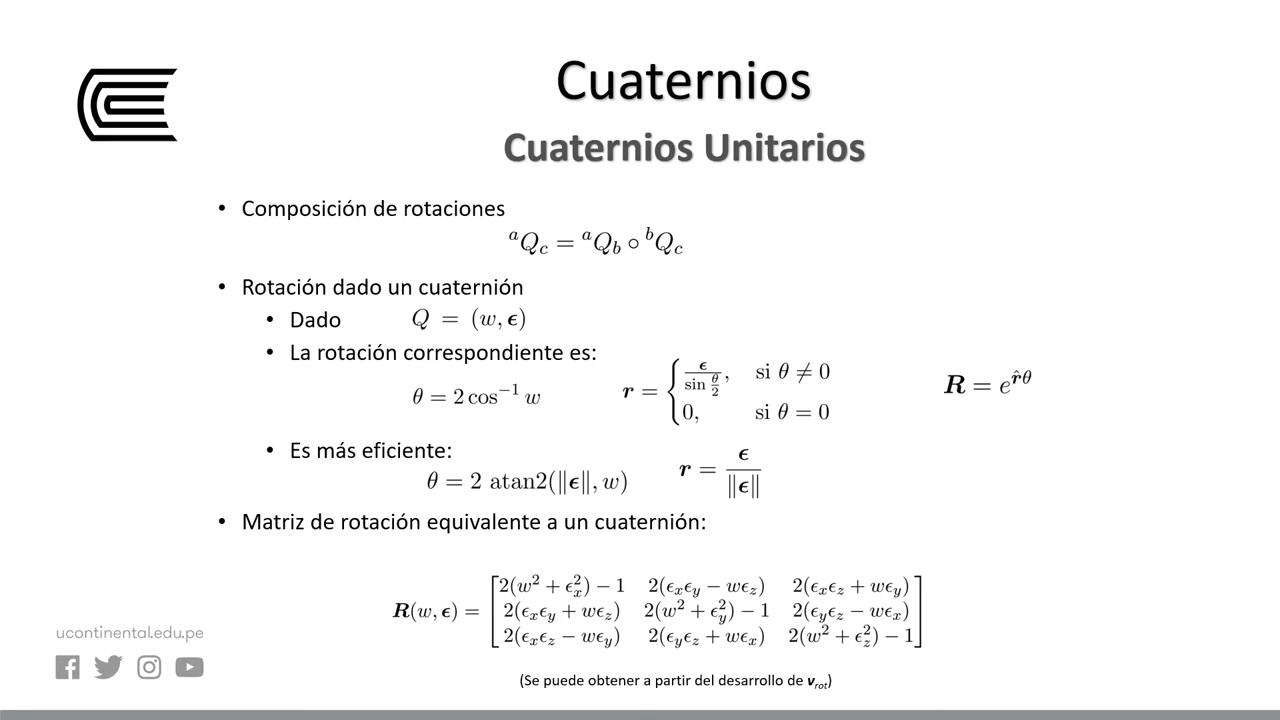 Cuaternios
Cuaternios Unitarios
• Composición de rotaciones
ᵃQ_c = ᵃQ_b ∘ ᵇQ_c
• Rotación dado un cuaternión
• Dado Q = (w, ϵ)
• La rotación correspondiente es:
θ = 2 cos⁻¹ w r = { ϵ / sin θ/2, si θ ≠ 0 R = e^{r̂θ}
0, si θ = 0
• Es más eficiente:
θ = 2 atan2(‖ϵ‖, w) r = ϵ / ‖ϵ‖
• Matriz de rotación equivalente a un cuaternión:
2(w² + ϵ_x²) − 1 2(ϵ_xϵ_y − wϵ_z) 2(ϵ_xϵ_z + wϵ_y)
R(w, ϵ) = 2(ϵ_xϵ_y + wϵ_z) 2(w² + ϵ_y²) − 1 2(ϵ_yϵ_z − wϵ_x)
2(ϵ_xϵ_z − wϵ_y) 2(ϵ_yϵ_z + wϵ_x) 2(w² + ϵ_z²) − 1
ucontinental.edu.pe
(Se puede obtener a partir del desarrollo de v_rot)